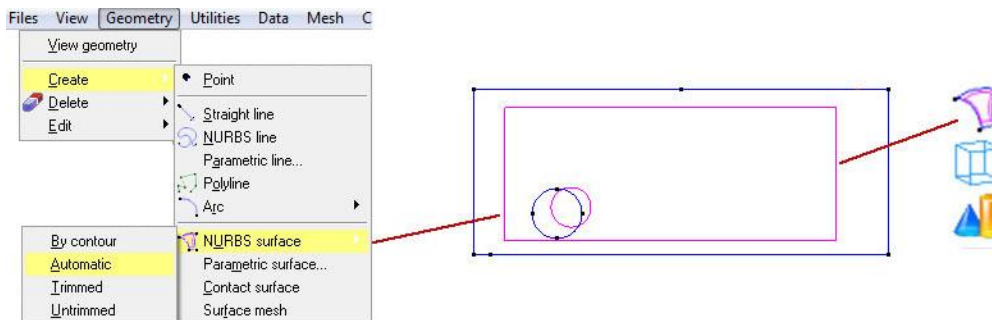 Files View Geometry Utilities Data Mesh C
View geometry
Create
Delete
Edit
Point
Straight line
NURBS line
Parametric line...
Polyline
Arc
NURBS surface
Parametric surface...
Contact surface
Surface mesh
By contour
Automatic
Trimmed
Untrimmed